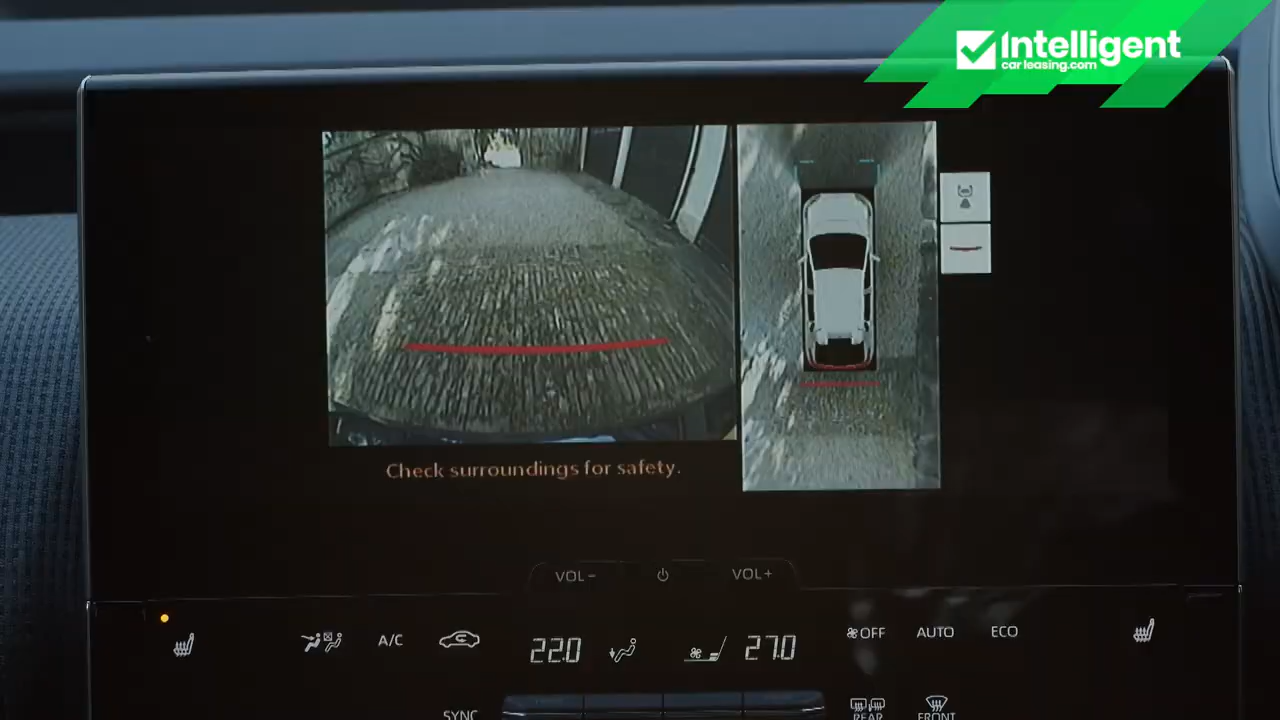 Intelligent
carleasing.com
Check surroundings for safety.
VOL- VOL+
A/C 22.0 27.0 OFF AUTO ECO
SYNC REAR FRONT